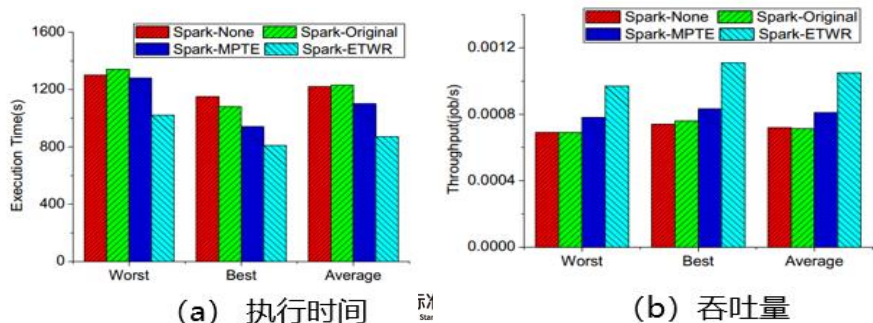 Spark-None Spark-Original
Spark-MPTE Spark-ETWR
Execution Time(s)
1600
1200
800
400
0
Worst Best Average
(a) 执行时间
Spark-None Spark-Original
Spark-MPTE Spark-ETWR
Throughput(job/s)
0.0012
0.0008
0.0004
0.0000
Worst Best Average
(b) 吞吐量